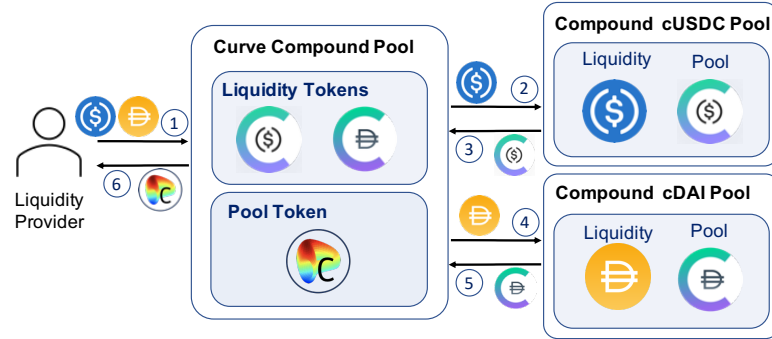 Curve Compound Pool
Liquidity Tokens
Pool Token
C
Liquidity
Provider
1
6
C
2
3
4
5
Compound cUSDC Pool
Liquidity
Pool
$
$
Compound cDAI Pool
Liquidity
Pool